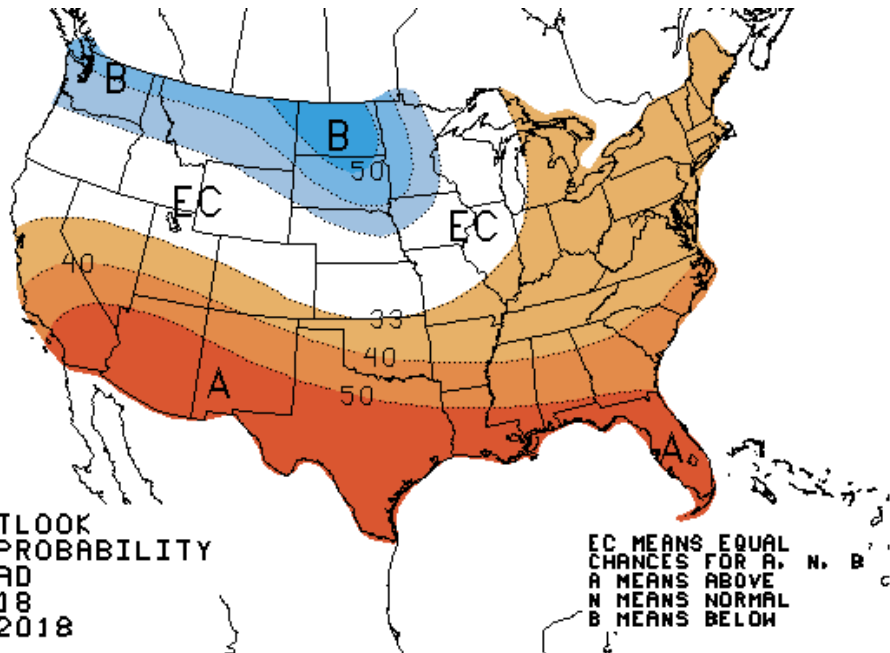 B
B
50
EC
EC
40
33
40
A
50
A
TLOOK
PROBABILITY
AD
18
2018
EC MEANS EQUAL
CHANCES FOR A, N, B
A MEANS ABOVE
N MEANS NORMAL
B MEANS BELOW